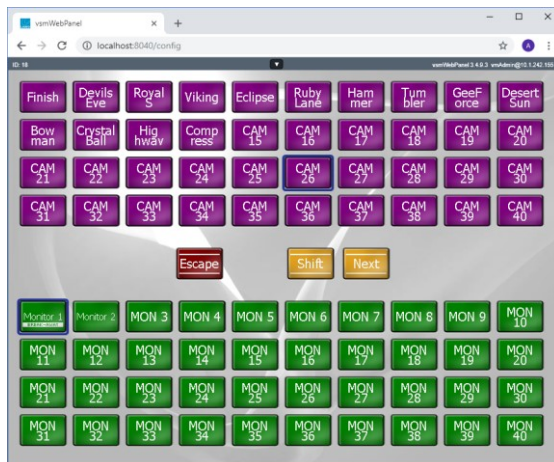 vsmWebPanel
localhost:8040/config
ID: 18
vsmWebPanel 3.4.9.3 vsmAdmin@10.1.242.155
Finish
Devils
Eve
Royal
S
Viking
Eclipse
Ruby
Lane
Ham
mer
Tum
bler
GeeF
orce
Desert
Sun
Bow
man
Crystal
Ball
Hig
hway
Comp
ress
CAM
15
CAM
16
CAM
17
CAM
18
CAM
19
CAM
20
CAM
21
CAM
22
CAM
23
CAM
24
CAM
25
CAM
26
CAM
27
CAM
28
CAM
29
CAM
30
CAM
31
CAM
32
CAM
33
CAM
34
CAM
35
CAM
36
CAM
37
CAM
38
CAM
39
CAM
40
Escape
Shift
Next
Monitor 1
Monitor 2
MON 3
MON 4
MON 5
MON 6
MON 7
MON 8
MON 9
MON
10
MON
11
MON
12
MON
13
MON
14
MON
15
MON
16
MON
17
MON
18
MON
19
MON
20
MON
21
MON
22
MON
23
MON
24
MON
25
MON
26
MON
27
MON
28
MON
29
MON
30
MON
31
MON
32
MON
33
MON
34
MON
35
MON
36
MON
37
MON
38
MON
39
MON
40